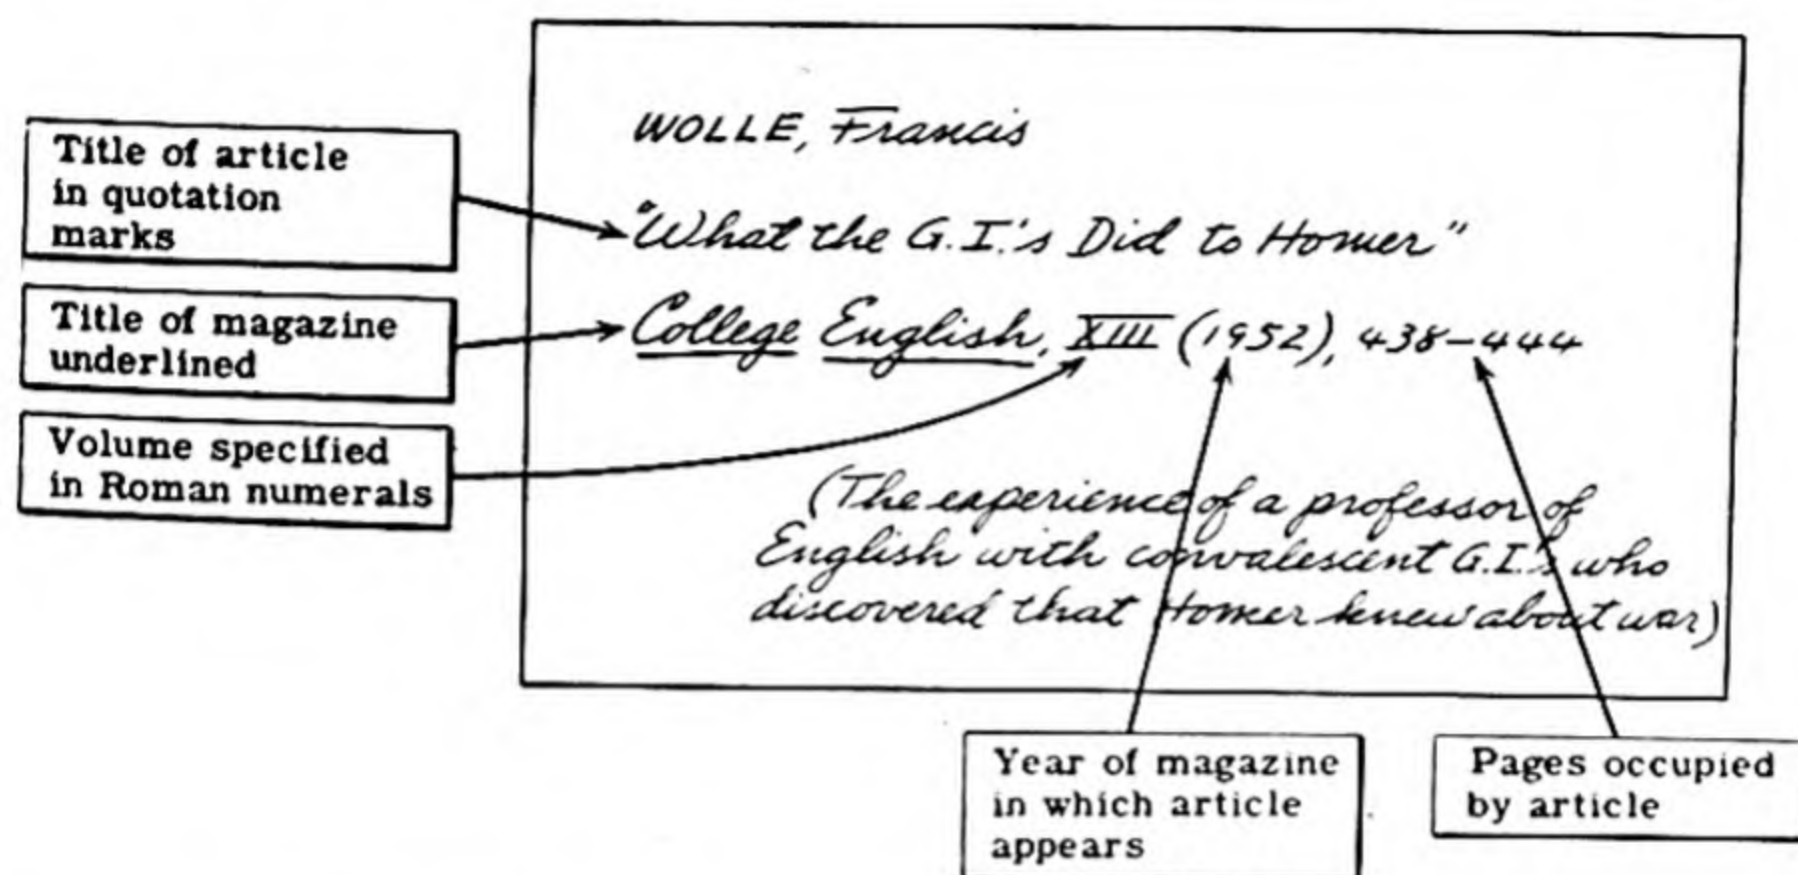 Title of article
in quotation
marks
Title of magazine
underlined
Volume specified
in Roman numerals
WOLLE, Francis
"What the G.I.'s Did to Homer"
College English, XIII (1952), 438-444
(The experience of a professor of
English with convalescent G.I.'s who
discovered that Homer knew about war)
Year of magazine
in which article
appears
Pages occupied
by article